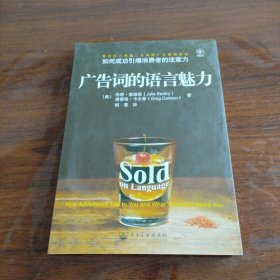 如何成功引爆消费者的注意力
广告词的语言魅力
[美] 朱莉·塞迪维 (Julie Sedivy)
格雷格·卡尔森 (Greg Carlson) 著
Sold
on Language
How Advertisers Talk to You and What This Says About You
电子工业出版社